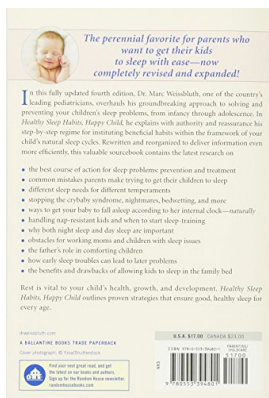 The perennial favorite for parents who
want to get their kids
to sleep with ease—now
completely revised and expanded!
In this fully updated fourth edition, Dr. Marc Weissbluth, one of the country's
leading pediatricians, overhauls his groundbreaking approach to solving and
preventing your children's sleep problems, from infancy through adolescence. In
Healthy Sleep Habits, Happy Child, he explains with authority and reassurance his
step-by-step regime for instituting beneficial habits within the framework of your
child's natural sleep cycles. Rewritten and reorganized to deliver information even
more efficiently, this valuable sourcebook contains the latest research on
• the best course of action for sleep problems: prevention and treatment
• common mistakes parents make trying to get their children to sleep
• different sleep needs for different temperaments
• stopping the crybaby syndrome, nightmares, bedwetting, and more
• ways to get your baby to fall asleep according to her internal clock—naturally
• handling nap-resistant kids and when to start sleep-training
• why both night sleep and day sleep are important
• obstacles for working moms and children with sleep issues
• the father's role in comforting children
• how early sleep troubles can lead to later problems
• the benefits and drawbacks of allowing kids to sleep in the family bed
Rest is vital to your child's health, growth, and development. Healthy Sleep
Habits, Happy Child outlines proven strategies that ensure good, healthy sleep for
every age.
A BALLANTINE BOOKS TRADE PAPERBACK
U.S.A. $17.00 CANADA $23.00
51700
9780553394801
Find your next great read, and get
the latest on our books and authors.
Sign up for the Random House newsletter.
randomhousebooks.com